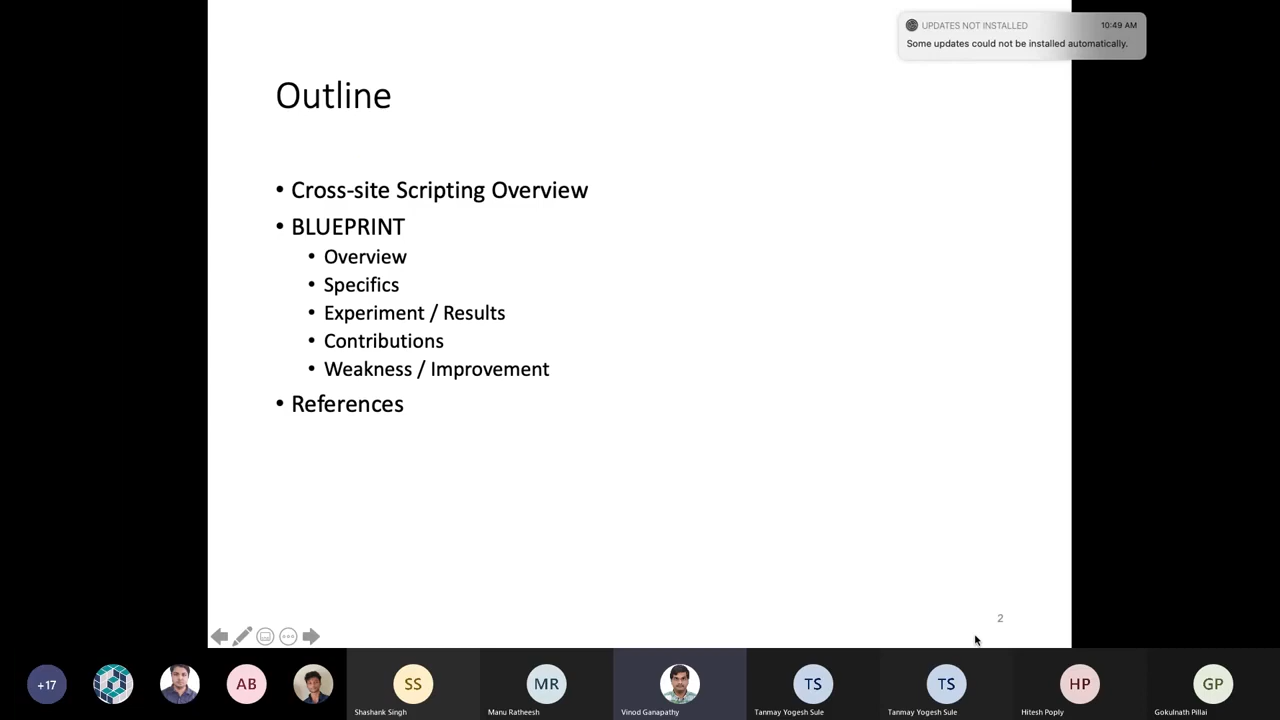 UPDATES NOT INSTALLED 10:49 AM
Some updates could not be installed automatically.
Outline
• Cross-site Scripting Overview
• BLUEPRINT
• Overview
• Specifics
• Experiment / Results
• Contributions
• Weakness / Improvement
• References
2
+17
AB
SS
MR
TS
TS
HP
GP
Shashank Singh
Manu Ratheesh
Vinod Ganapathy
Tanmay Yogesh Sule
Tanmay Yogesh Sule
Hitesh Poply
Gokulnath Pillai